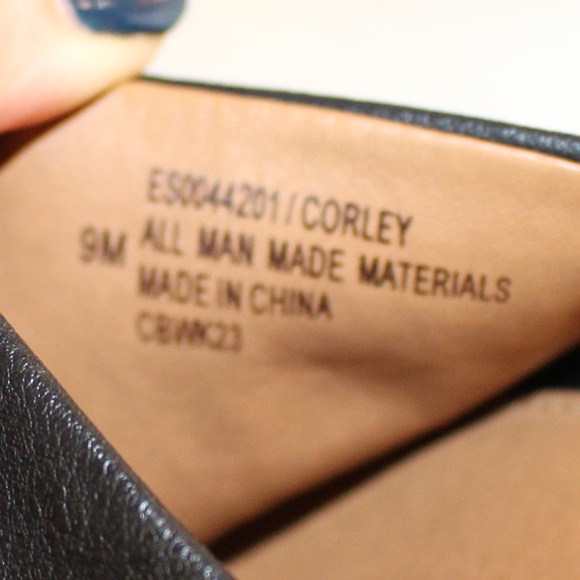 ES0044201/CORLEY
9M ALL MAN MADE MATERIALS
MADE IN CHINA
CBWK23